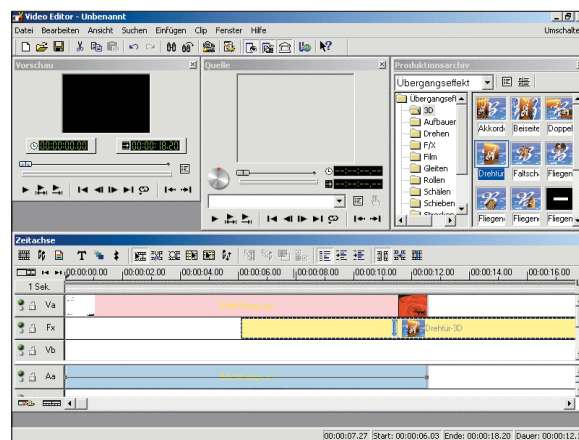 Video Editor - Unbenannt
Datei Bearbeiten Ansicht Suchen Einfügen Clip Fenster Hilfe
Umschalte
Vorschau
Quelle
Produktionsarchiv
Übergangseffekt
Übergangseff
3D
Aufbauer
Drehen
F/X
Film
Gleiten
Rollen
Schälen
Schieben
Strecken
Akkord Beiseite Doppel
Drehtür Faltsch Fliegen
Fliegen Fliegen Fliegen
00:00:00.00
00:00:18.20
Zeitachse
00:00:00.00 00:00:02.00 00:00:04.00 00:00:06.00 00:00:08.00 00:00:10.00 00:00:12.00 00:00:14.00 00:00:16.00
1 Sek.
Va
Fx
Drehtür-3D
Vb
Aa
00:00:07.27 Start: 00:00:06.03 Ende: 00:00:18.20 Dauer: 00:00:12.